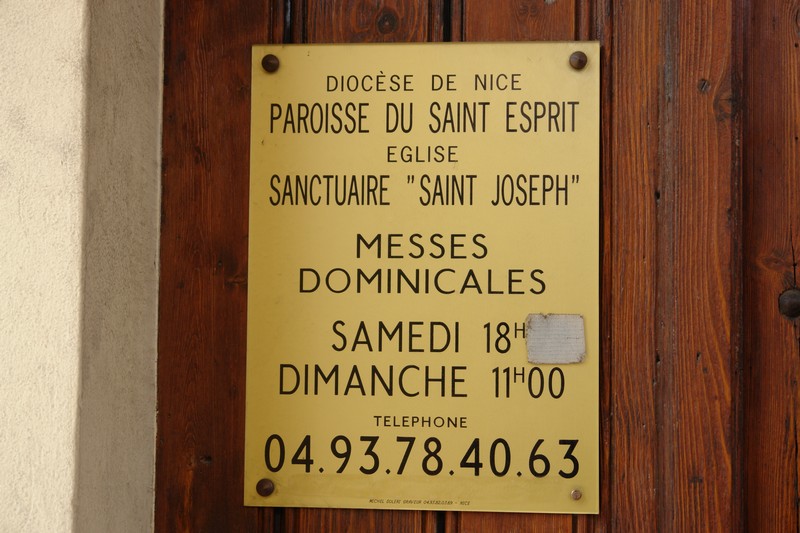 DIOCÈSE DE NICE
PAROISSE DU SAINT ESPRIT
EGLISE
SANCTUAIRE "SAINT JOSEPH"
MESSES
DOMINICALES
SAMEDI 18H
DIMANCHE 11H00
TELEPHONE
04.93.78.40.63